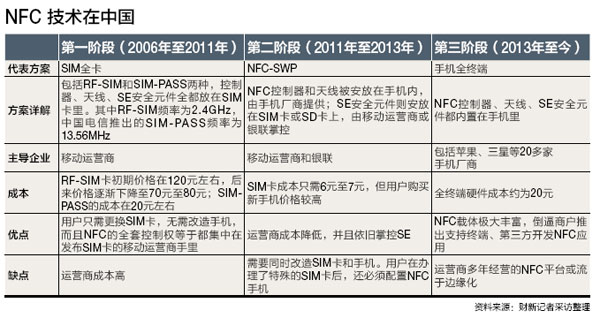 NFC 技术在中国
第一阶段（2006年至2011年） 第二阶段（2011年至2013年） 第三阶段（2013年至今）
代表方案 SIM全卡 NFC-SWP 手机全终端
方案详解
包括RF-SIM和SIM-PASS两种，控制
器、天线、SE安全元件全都放在SIM
卡里。其中RF-SIM频率为2.4GHz，
中国电信推出的SIM-PASS频率为
13.56MHz
NFC控制器和天线被安放在手机内，
由手机厂商提供；SE安全元件则安放
在SIM卡或SD卡上，由移动运营商或
银联掌控
NFC控制器、天线、SE安全元
件都内置在手机里
主导企业 移动运营商 移动运营商和银联
包括苹果、三星等20多家
手机厂商
成本
RF-SIM卡初期价格在120元左右，后
来价格逐渐下降至70元至80元；SIM-
PASS的成本在20元左右
SIM卡成本只需6元至7元，但用户购买
新手机价格较高
全终端硬件成本约为20元
优点
用户只需更换SIM卡，无需改造手机，
而且NFC的全套控制权等于都集中在
发布SIM卡的移动运营商手里
运营商成本降低，并且依旧掌控SE
NFC载体极大丰富，倒逼商户推
出支持终端、第三方开发NFC应
用
缺点 运营商成本高
需要同时改造SIM卡和手机。用户在办
理了特殊的SIM卡后，还必须配置NFC
手机
运营商多年经营的NFC平台或流
于边缘化
资料来源：财新记者采访整理